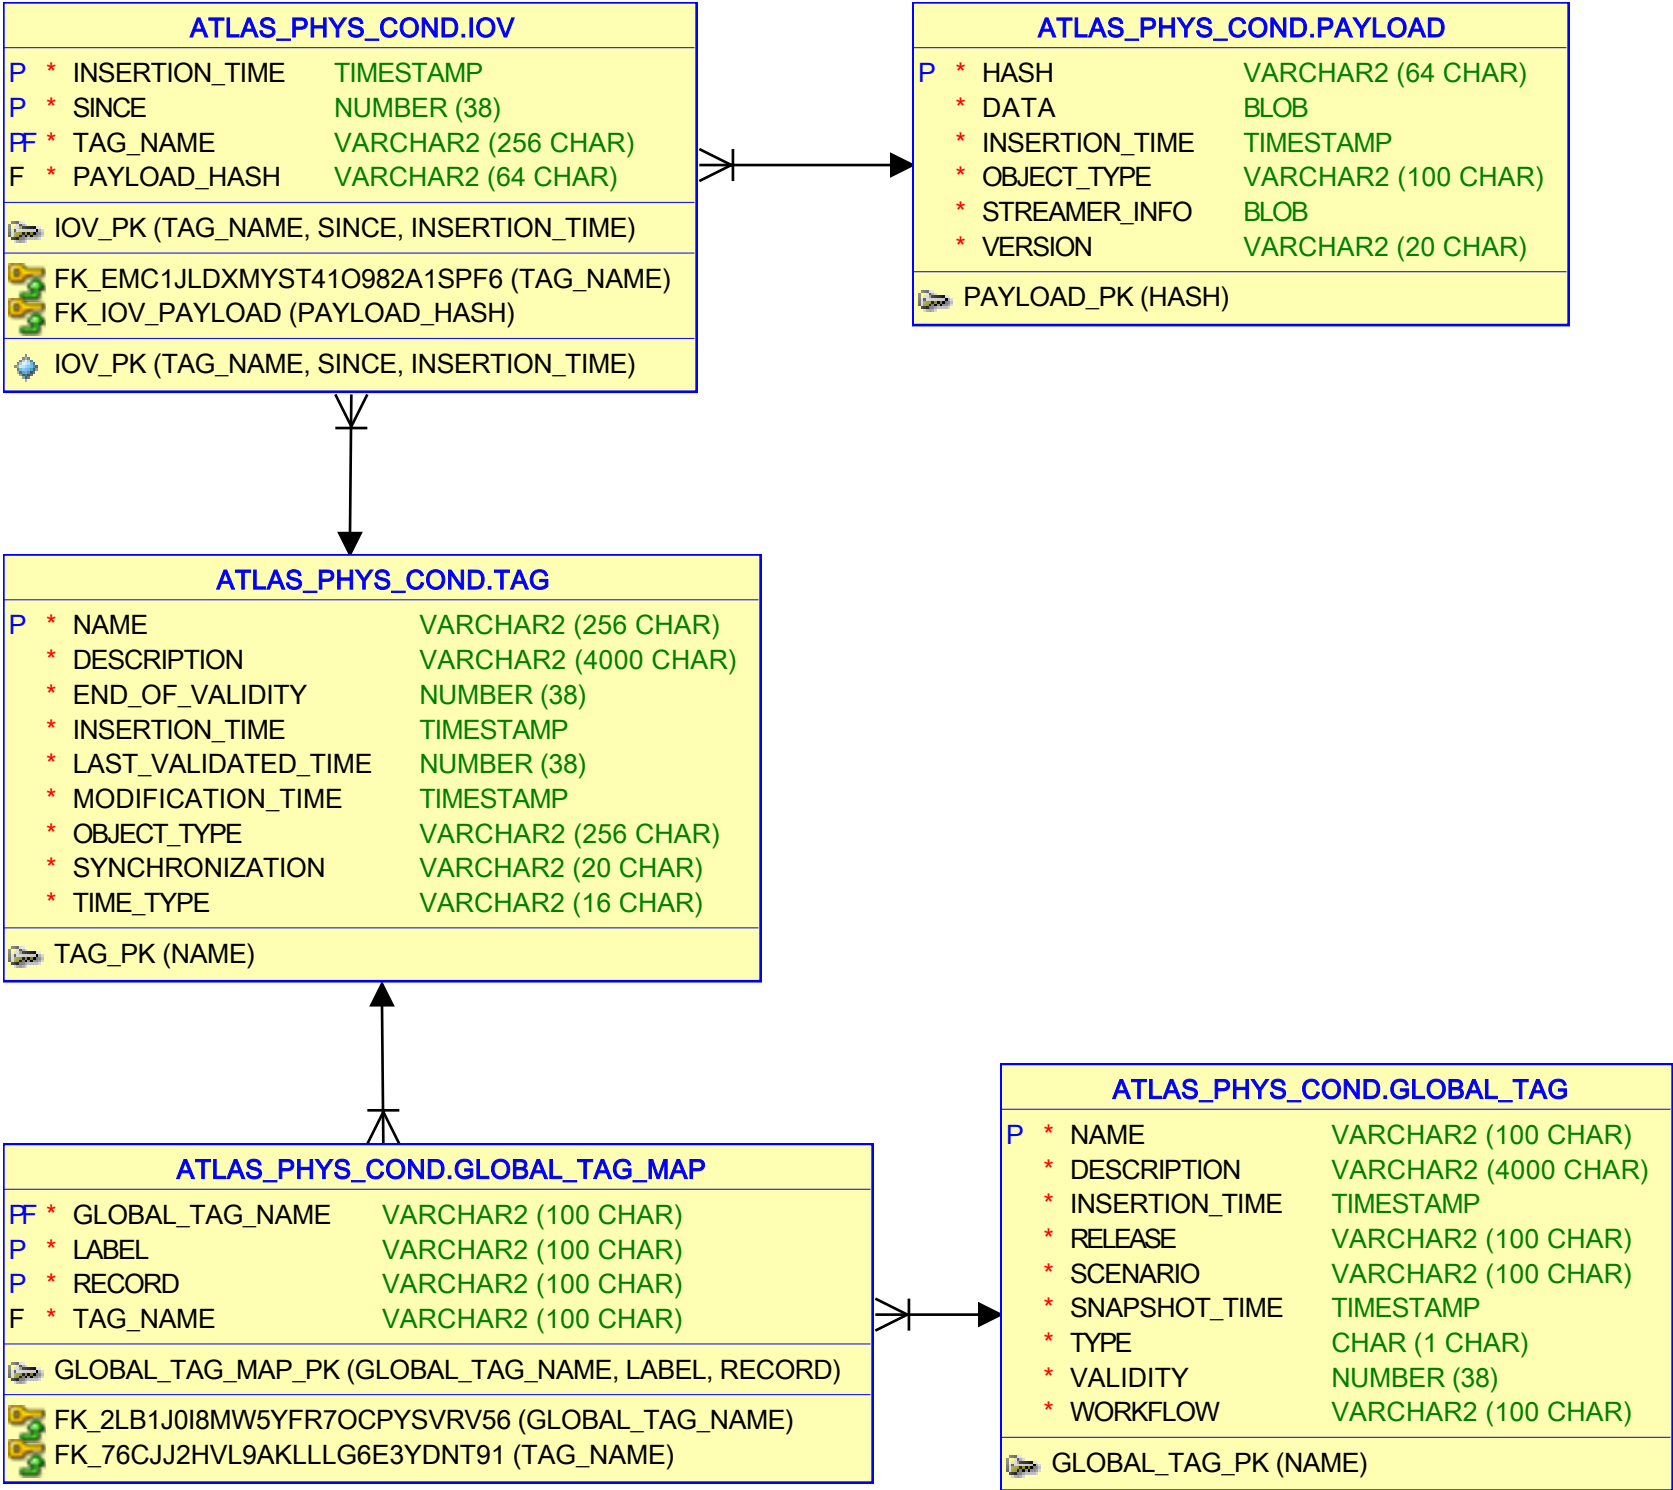 ATLAS_PHYS_COND.IOV
P * INSERTION_TIME TIMESTAMP
P * SINCE NUMBER (38)
PF * TAG_NAME VARCHAR2 (256 CHAR)
F * PAYLOAD_HASH VARCHAR2 (64 CHAR)
IOV_PK (TAG_NAME, SINCE, INSERTION_TIME)
FK_EMC1JLDXMYST41O982A1SPF6 (TAG_NAME)
FK_IOV_PAYLOAD (PAYLOAD_HASH)
IOV_PK (TAG_NAME, SINCE, INSERTION_TIME)
ATLAS_PHYS_COND.PAYLOAD
P * HASH VARCHAR2 (64 CHAR)
* DATA BLOB
* INSERTION_TIME TIMESTAMP
* OBJECT_TYPE VARCHAR2 (100 CHAR)
* STREAMER_INFO BLOB
* VERSION VARCHAR2 (20 CHAR)
PAYLOAD_PK (HASH)
ATLAS_PHYS_COND.TAG
P * NAME VARCHAR2 (256 CHAR)
* DESCRIPTION VARCHAR2 (4000 CHAR)
* END_OF_VALIDITY NUMBER (38)
* INSERTION_TIME TIMESTAMP
* LAST_VALIDATED_TIME NUMBER (38)
* MODIFICATION_TIME TIMESTAMP
* OBJECT_TYPE VARCHAR2 (256 CHAR)
* SYNCHRONIZATION VARCHAR2 (20 CHAR)
* TIME_TYPE VARCHAR2 (16 CHAR)
TAG_PK (NAME)
ATLAS_PHYS_COND.GLOBAL_TAG_MAP
PF * GLOBAL_TAG_NAME VARCHAR2 (100 CHAR)
P * LABEL VARCHAR2 (100 CHAR)
P * RECORD VARCHAR2 (100 CHAR)
F * TAG_NAME VARCHAR2 (100 CHAR)
GLOBAL_TAG_MAP_PK (GLOBAL_TAG_NAME, LABEL, RECORD)
FK_2LB1J0I8MW5YFR7OCPYSVRV56 (GLOBAL_TAG_NAME)
FK_76CJJ2HVL9AKLLLG6E3YDNT91 (TAG_NAME)
ATLAS_PHYS_COND.GLOBAL_TAG
P * NAME VARCHAR2 (100 CHAR)
* DESCRIPTION VARCHAR2 (4000 CHAR)
* INSERTION_TIME TIMESTAMP
* RELEASE VARCHAR2 (100 CHAR)
* SCENARIO VARCHAR2 (100 CHAR)
* SNAPSHOT_TIME TIMESTAMP
* TYPE CHAR (1 CHAR)
* VALIDITY NUMBER (38)
* WORKFLOW VARCHAR2 (100 CHAR)
GLOBAL_TAG_PK (NAME)